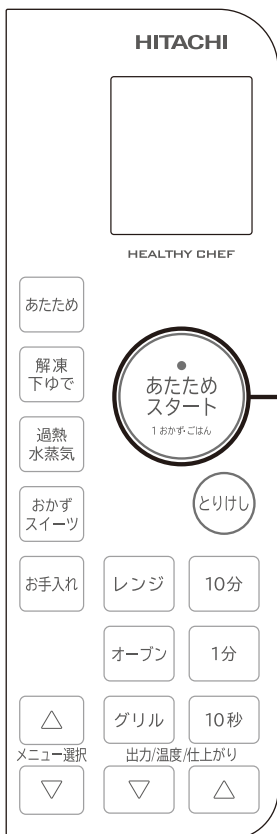 HITACHI
HEALTHY CHEF
あたため
解凍
下ゆで
過熱
水蒸気
おかず
スイーツ
お手入れ
あたため
スタート
1 おかず・ごはん
とりけし
レンジ
10分
オーブン
1分
グリル
10秒
メニュー選択
出力/温度/仕上がり